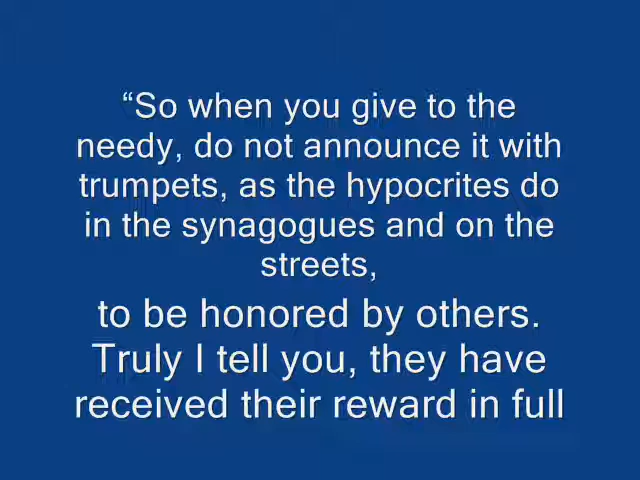 “So when you give to the
needy, do not announce it with
trumpets, as the hypocrites do
in the synagogues and on the
streets,
to be honored by others.
Truly I tell you, they have
received their reward in full